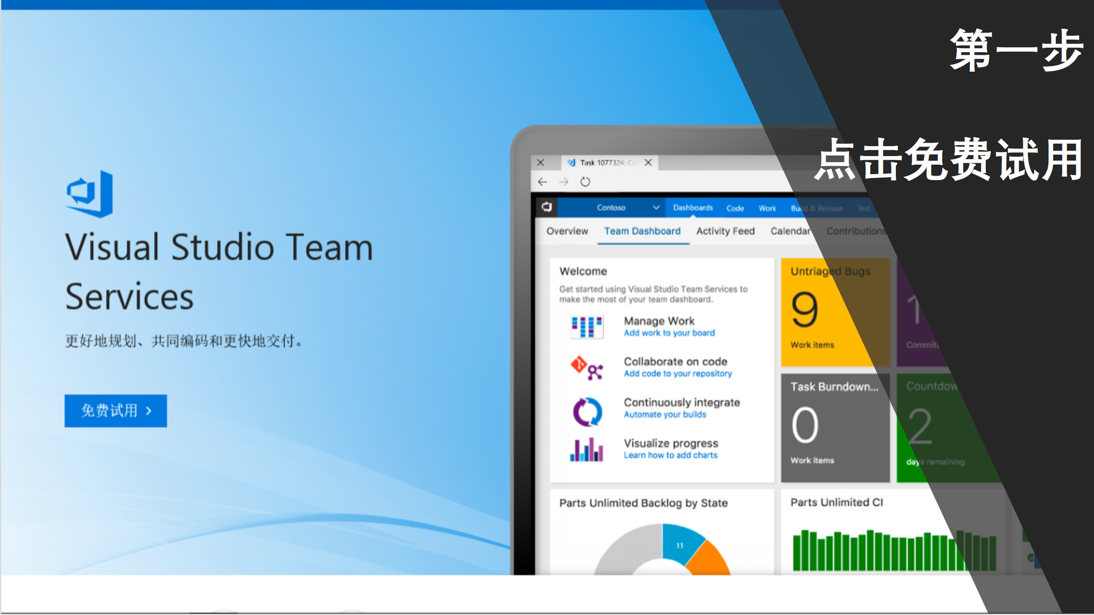 第一步
点击免费试用
Visual Studio Team
Services
更好地规划、共同编码和更快地交付。
免费试用
Task 1077324:
Contoso
Dashboards
Code
Work
Build & Release
Test
Overview
Team Dashboard
Activity Feed
Calendar
Contributions
Welcome
Get started using Visual Studio Team Services to
make the most of your team dashboard.
Manage Work
Add work to your board
Collaborate on code
Add code to your repository
Continuously integrate
Automate your builds
Visualize progress
Learn how to add charts
Untriaged Bugs
9
Work items
1
Task Burndown...
0
Work items
Countdow
2
days remaining
Parts Unlimited Backlog by State
11
Parts Unlimited CI